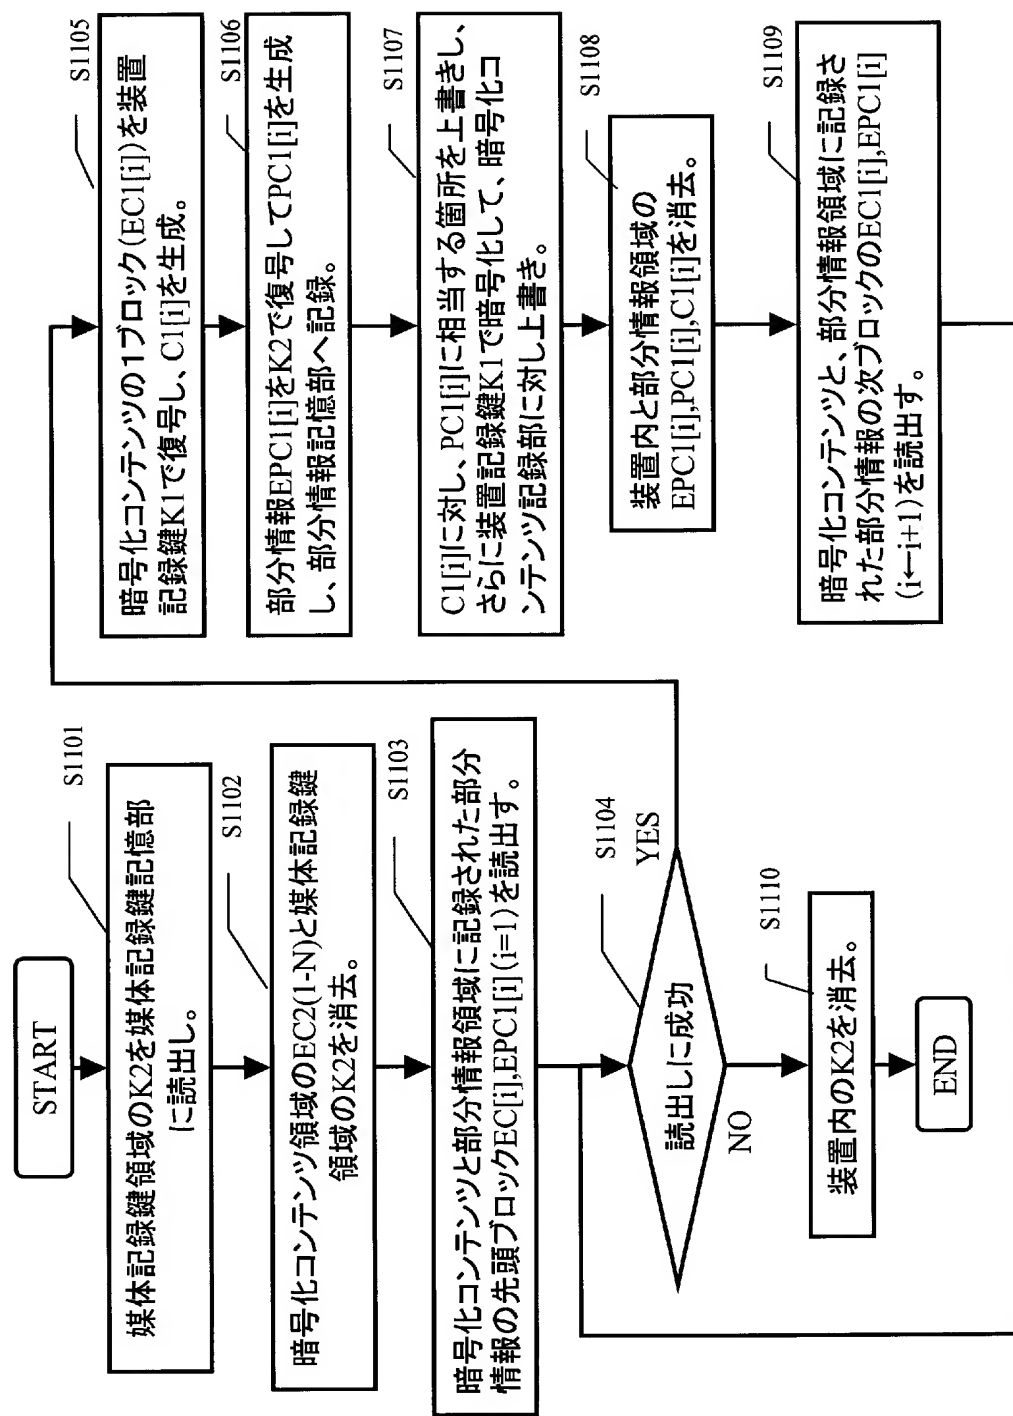 START
S1101
媒体記録鍵領域のK2を媒体記録鍵記憶部
に読出し。
S1102
暗号化コンテンツ領域のEC2(1-N)と媒体記録鍵
領域のK2を消去。
S1103
暗号化コンテンツと部分情報領域に記録された部分
情報の先頭ブロックEC[i],EPC1[i](i=1)を読出す。
S1104
読出しに成功
YES
NO
S1110
装置内のK2を消去。
END
S1105
暗号化コンテンツの1ブロック(EC1[i])を装置
記録鍵K1で復号し、C1[i]を生成。
S1106
部分情報EPC1[i]をK2で復号してPC1[i]を生成
し、部分情報記憶部へ記録。
S1107
C1[i]に対し、PC1[i]に相当する箇所を上書きし、
さらに装置記録鍵K1で暗号化して、暗号化コ
ンテンツ記録部に対し上書き。
S1108
装置内と部分情報領域の
EPC1[i],PC1[i],C1[i]を消去。
S1109
暗号化コンテンツと、部分情報領域に記録さ
れた部分情報の次ブロックのEC1[i],EPC1[i]
(i←i+1)を読出す。